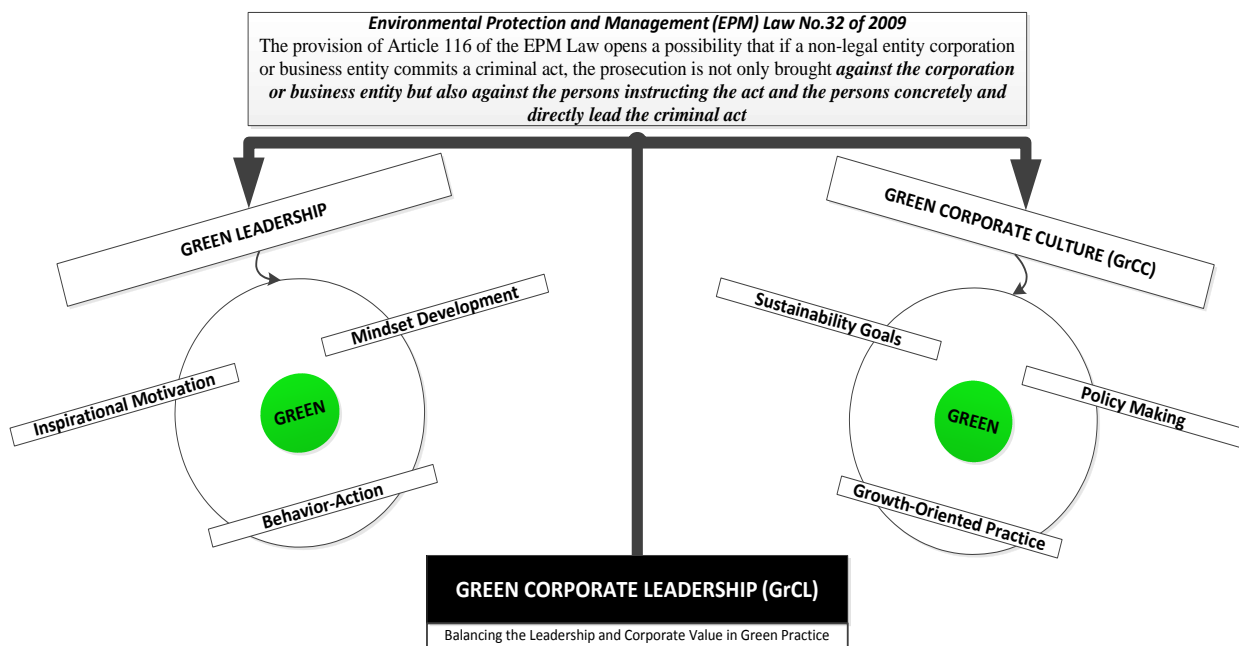 Environmental Protection and Management (EPM) Law No.32 of 2009
The provision of Article 116 of the EPM Law opens a possibility that if a non-legal entity corporation
or business entity commits a criminal act, the prosecution is not only brought against the corporation
or business entity but also against the persons instructing the act and the persons concretely and
directly lead the criminal act
GREEN LEADERSHIP
Mindset Development
Inspirational Motivation
GREEN
Behavior-Action
GREEN CORPORATE CULTURE (GrCC)
Sustainability Goals
Policy Making
GREEN
Growth-Oriented Practice
GREEN CORPORATE LEADERSHIP (GrCL)
Balancing the Leadership and Corporate Value in Green Practice